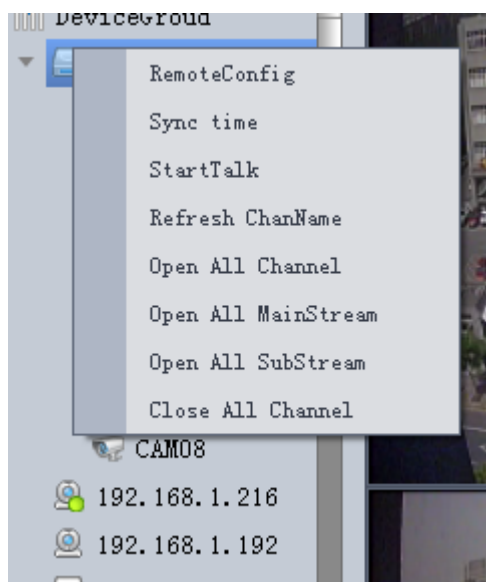 DeviceGroud
RemoteConfig
Sync time
StartTalk
Refresh ChanName
Open All Channel
Open All MainStream
Open All SubStream
Close All Channel
CAM08
192.168.1.216
192.168.1.192